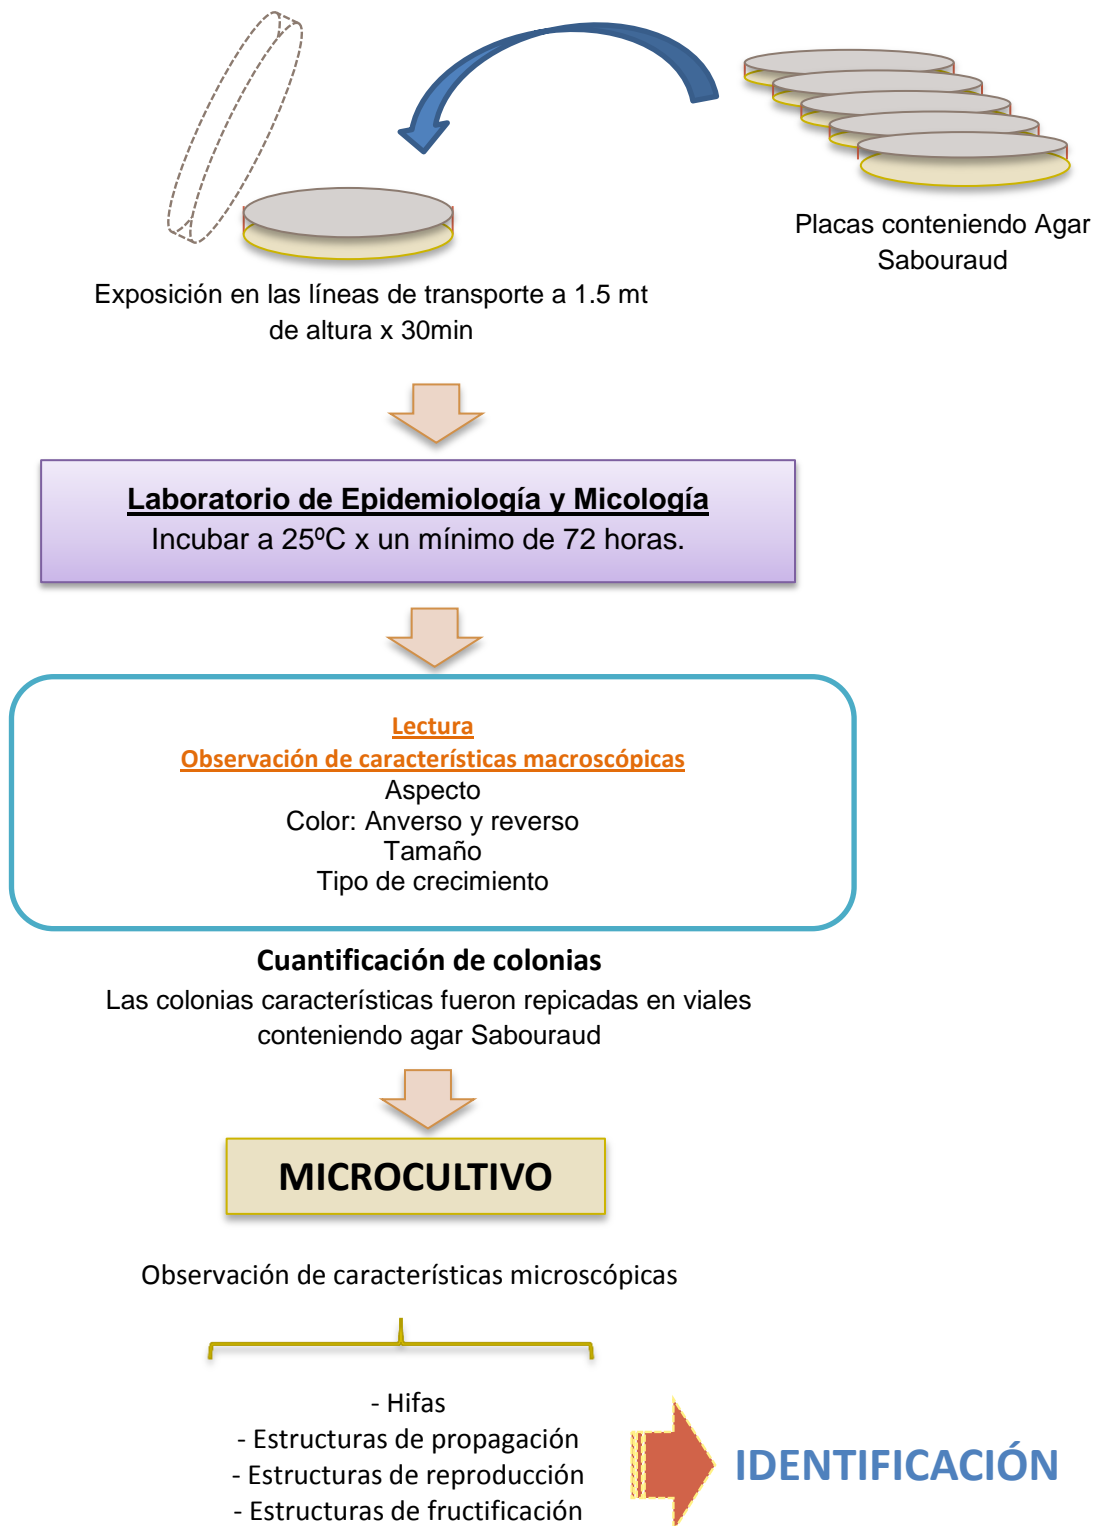 Placas conteniendo Agar
Sabouraud
Exposición en las líneas de transporte a 1.5 mt
de altura x 30min
Laboratorio de Epidemiología y Micología
Incubar a 25ºC x un mínimo de 72 horas.
Lectura
Observación de características macroscópicas
Aspecto
Color: Anverso y reverso
Tamaño
Tipo de crecimiento
Cuantificación de colonias
Las colonias características fueron repicadas en viales
conteniendo agar Sabouraud
MICROCULTIVO
Observación de características microscópicas
- Hifas
- Estructuras de propagación
- Estructuras de reproducción
- Estructuras de fructificación
IDENTIFICACIÓN